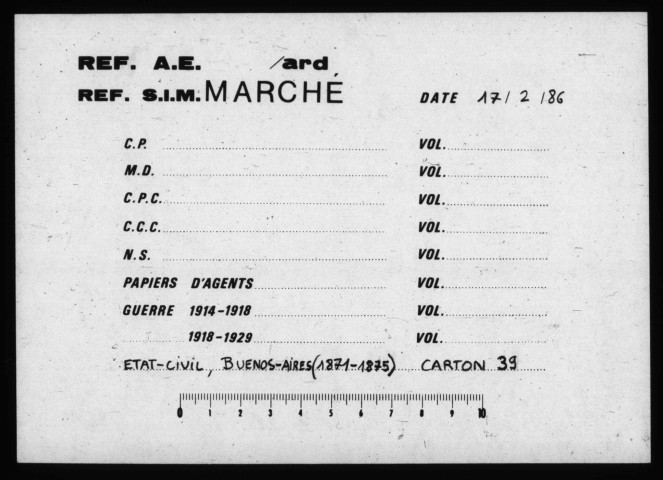 REF. A.E. /ard
REF. S.I.M. MARCHÉ DATE 17/2/86
C.P. VOL.
M.D. VOL.
C.P.C. VOL.
C.C.C. VOL.
N.S. VOL.
PAPIERS D'AGENTS VOL.
GUERRE 1914-1918 VOL.
1918-1929 VOL.
ETAT-CIVIL, BUENOS-AIRES (1871-1875) CARTON 39
0 1 2 3 4 5 6 7 8 9 10